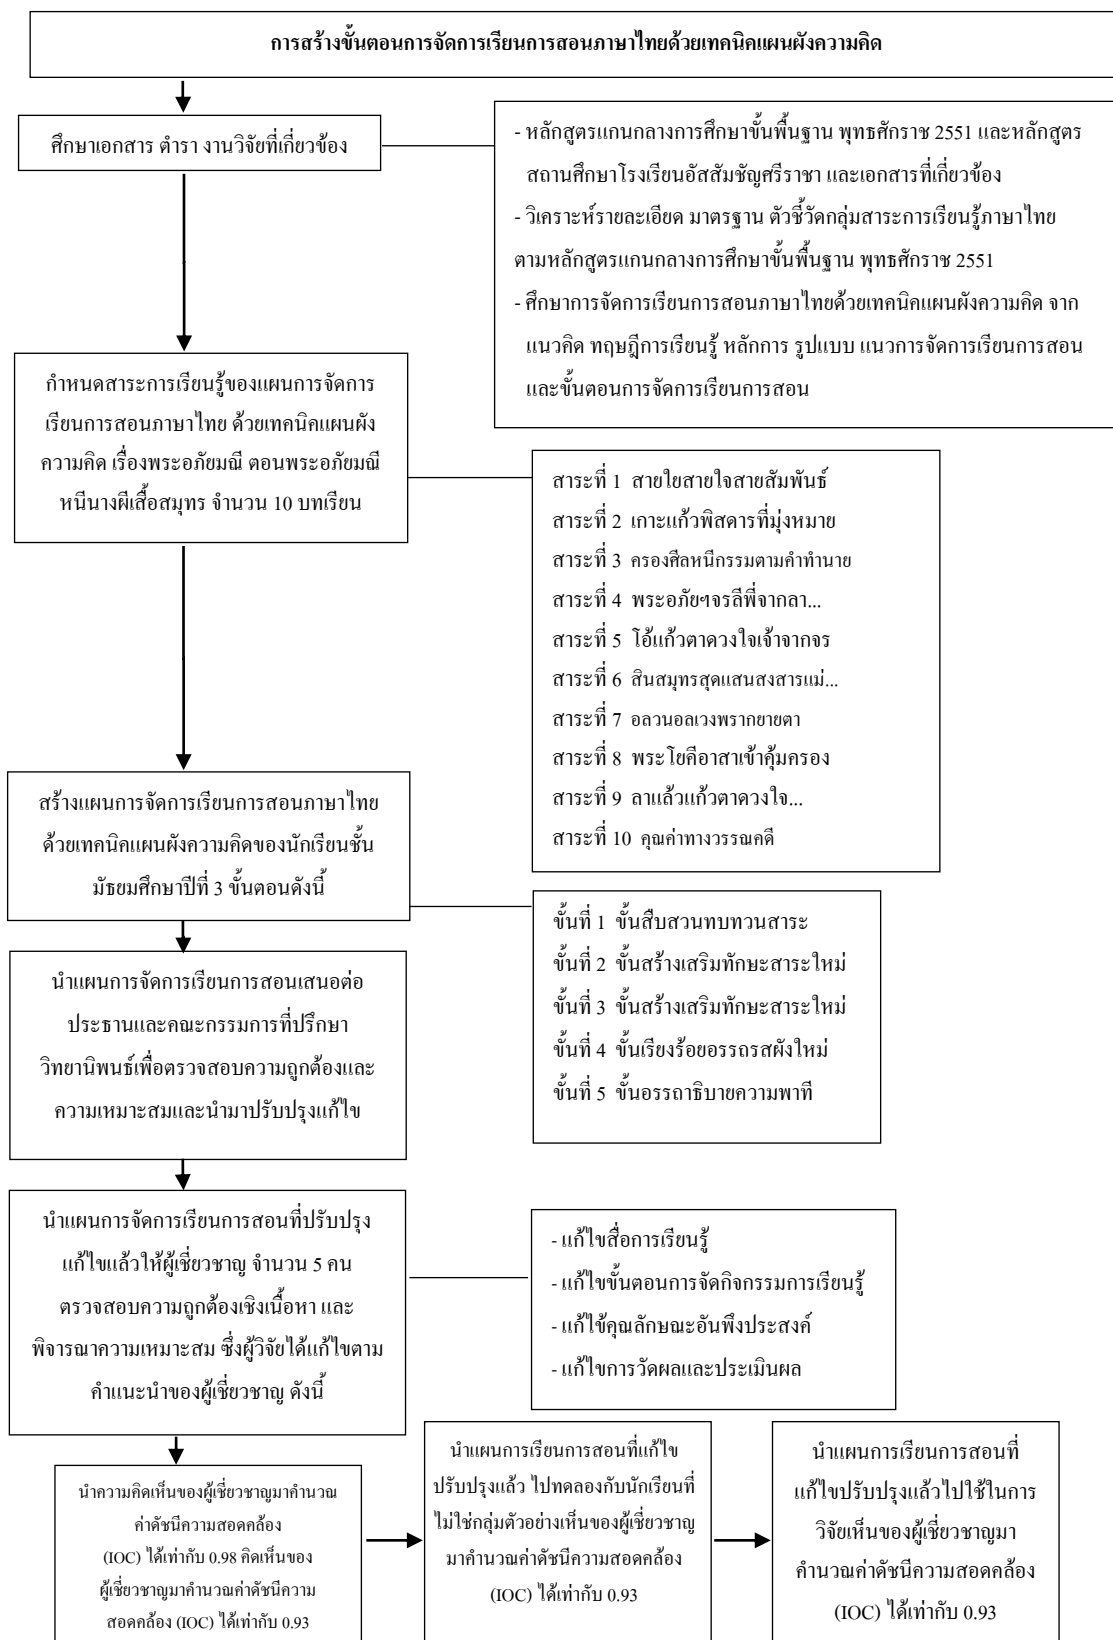 การสร้างขั้นตอนการจัดการเรียนการสอนภาษาไทยด้วยเทคนิคแผนผังความคิด
ศึกษาเอกสาร ตำรา งานวิจัยที่เกี่ยวข้อง
- หลักสูตรแกนกลางการศึกษาขั้นพื้นฐาน พุทธศักราช 2551 และหลักสูตร
สถานศึกษาโรงเรียนอัสสัมชัญศรีราชา และเอกสารที่เกี่ยวข้อง
- วิเคราะห์รายละเอียด มาตรฐาน ตัวชี้วัดกลุ่มสาระการเรียนรู้ภาษาไทย
ตามหลักสูตรแกนกลางการศึกษาขั้นพื้นฐาน พุทธศักราช 2551
- ศึกษาการจัดการเรียนการสอนภาษาไทยด้วยเทคนิคแผนผังความคิด จาก
แนวคิด ทฤษฎีการเรียนรู้ หลักการ รูปแบบ แนวการจัดการเรียนการสอน
และขั้นตอนการจัดการเรียนการสอน
กำหนดสาระการเรียนรู้ของแผนการจัดการ
เรียนการสอนภาษาไทย ด้วยเทคนิคแผนผัง
ความคิด เรื่องพระอภัยมณี ตอนพระอภัยมณี
หนีนางผีเสื้อสมุทร จำนวน 10 บทเรียน
สาระที่ 1 สายใยสายใจสายสัมพันธ์
สาระที่ 2 เกาะแก้วพิสดารที่มุ่งหมาย
สาระที่ 3 ครองศีลหนีกรรมตามคำทำนาย
สาระที่ 4 พระอภัยฯจรลีพี่จากลา...
สาระที่ 5 โอ้แก้วตาดวงใจเจ้าจากจร
สาระที่ 6 สินสมุทรสุดแสนสงสารแม่...
สาระที่ 7 อลวนอลเวงพรากยายตา
สาระที่ 8 พระโยคีอาสาเข้าคุ้มครอง
สาระที่ 9 ลาแล้วแก้วตาดวงใจ...
สาระที่ 10 คุณค่าทางวรรณคดี
สร้างแผนการจัดการเรียนการสอนภาษาไทย
ด้วยเทคนิคแผนผังความคิดของนักเรียนชั้น
มัธยมศึกษาปีที่ 3 ขั้นตอนดังนี้
ขั้นที่ 1 ขั้นสืบสวนทบทวนสาระ
ขั้นที่ 2 ขั้นสร้างเสริมทักษะสาระใหม่
ขั้นที่ 3 ขั้นสร้างเสริมทักษะสาระใหม่
ขั้นที่ 4 ขั้นเรียงร้อยอรรถรสผังใหม่
ขั้นที่ 5 ขั้นอรรถาธิบายความพาที
นำแผนการจัดการเรียนการสอนเสนอต่อ
ประธานและคณะกรรมการที่ปรึกษา
วิทยานิพนธ์เพื่อตรวจสอบความถูกต้องและ
ความเหมาะสมและนำมาปรับปรุงแก้ไข
นำแผนการจัดการเรียนการสอนที่ปรับปรุง
แก้ไขแล้วให้ผู้เชี่ยวชาญ จำนวน 5 คน
ตรวจสอบความถูกต้องเชิงเนื้อหา และ
พิจารณาความเหมาะสม ซึ่งผู้วิจัยได้แก้ไขตาม
คำแนะนำของผู้เชี่ยวชาญ ดังนี้
- แก้ไขสื่อการเรียนรู้
- แก้ไขขั้นตอนการจัดกิจกรรมการเรียนรู้
- แก้ไข้คุณลักษณะอันพึงประสงค์
- แก้ไขการวัดผลและประเมินผล
นำความคิดเห็นของผู้เชี่ยวชาญมาคำนวณ
ค่าดัชนีความสอดคล้อง
(IOC) ได้เท่ากับ 0.98 คิดเห็นของ
ผู้เชี่ยวชาญมาคำนวณค่าดัชนีความ
สอดคล้อง (IOC) ได้เท่ากับ 0.93
นำแผนการเรียนการสอนที่แก้ไข
ปรับปรุงแล้ว ไปทดลองกับนักเรียนที่
ไม่ใช่กลุ่มตัวอย่างเห็นของผู้เชี่ยวชาญ
มาคำนวณค่าดัชนีความสอดคล้อง
(IOC) ได้เท่ากับ 0.93
นำแผนการเรียนการสอนที่
แก้ไขปรับปรุงแล้วไปใช้ในการ
วิจัยเห็นของผู้เชี่ยวชาญมา
คำนวณค่าดัชนีความสอดคล้อง
(IOC) ได้เท่ากับ 0.93